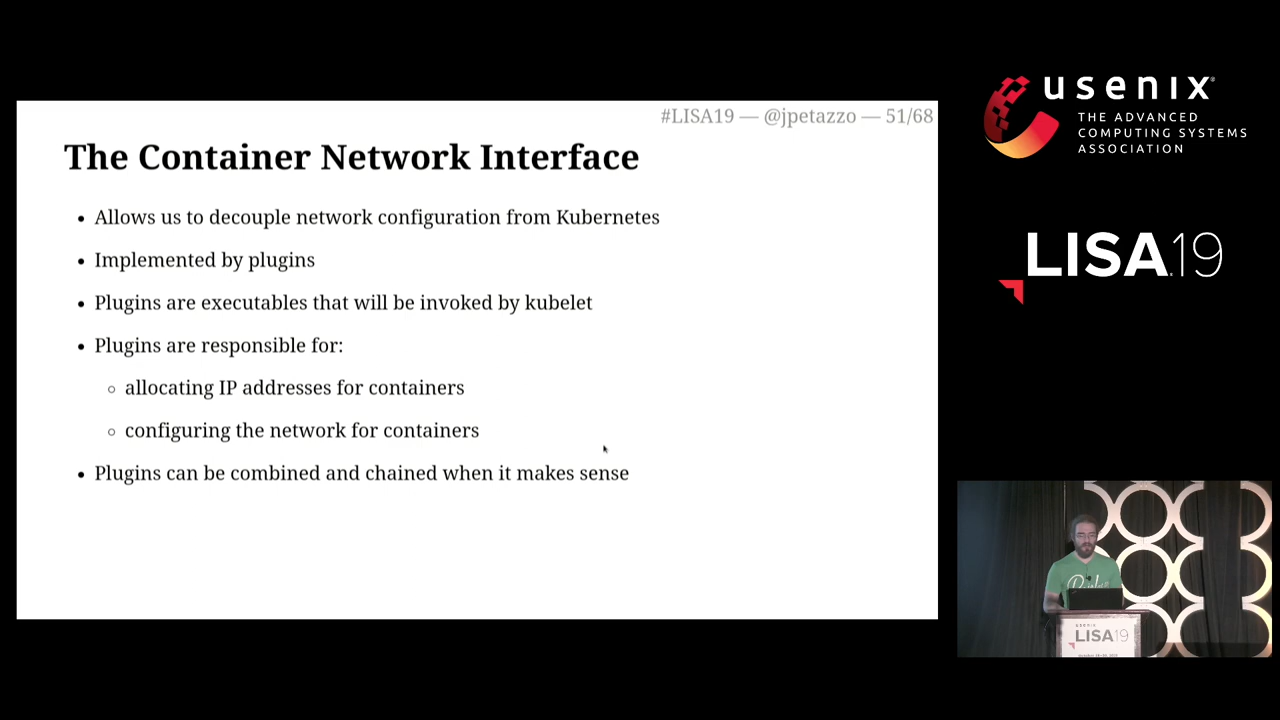 #LISA19 — @jpetazzo — 51/68
The Container Network Interface
• Allows us to decouple network configuration from Kubernetes
• Implemented by plugins
• Plugins are executables that will be invoked by kubelet
• Plugins are responsible for:
◦ allocating IP addresses for containers
◦ configuring the network for containers
• Plugins can be combined and chained when it makes sense
usenix
THE ADVANCED
COMPUTING SYSTEMS
ASSOCIATION
LISA19
usenix
LISA19